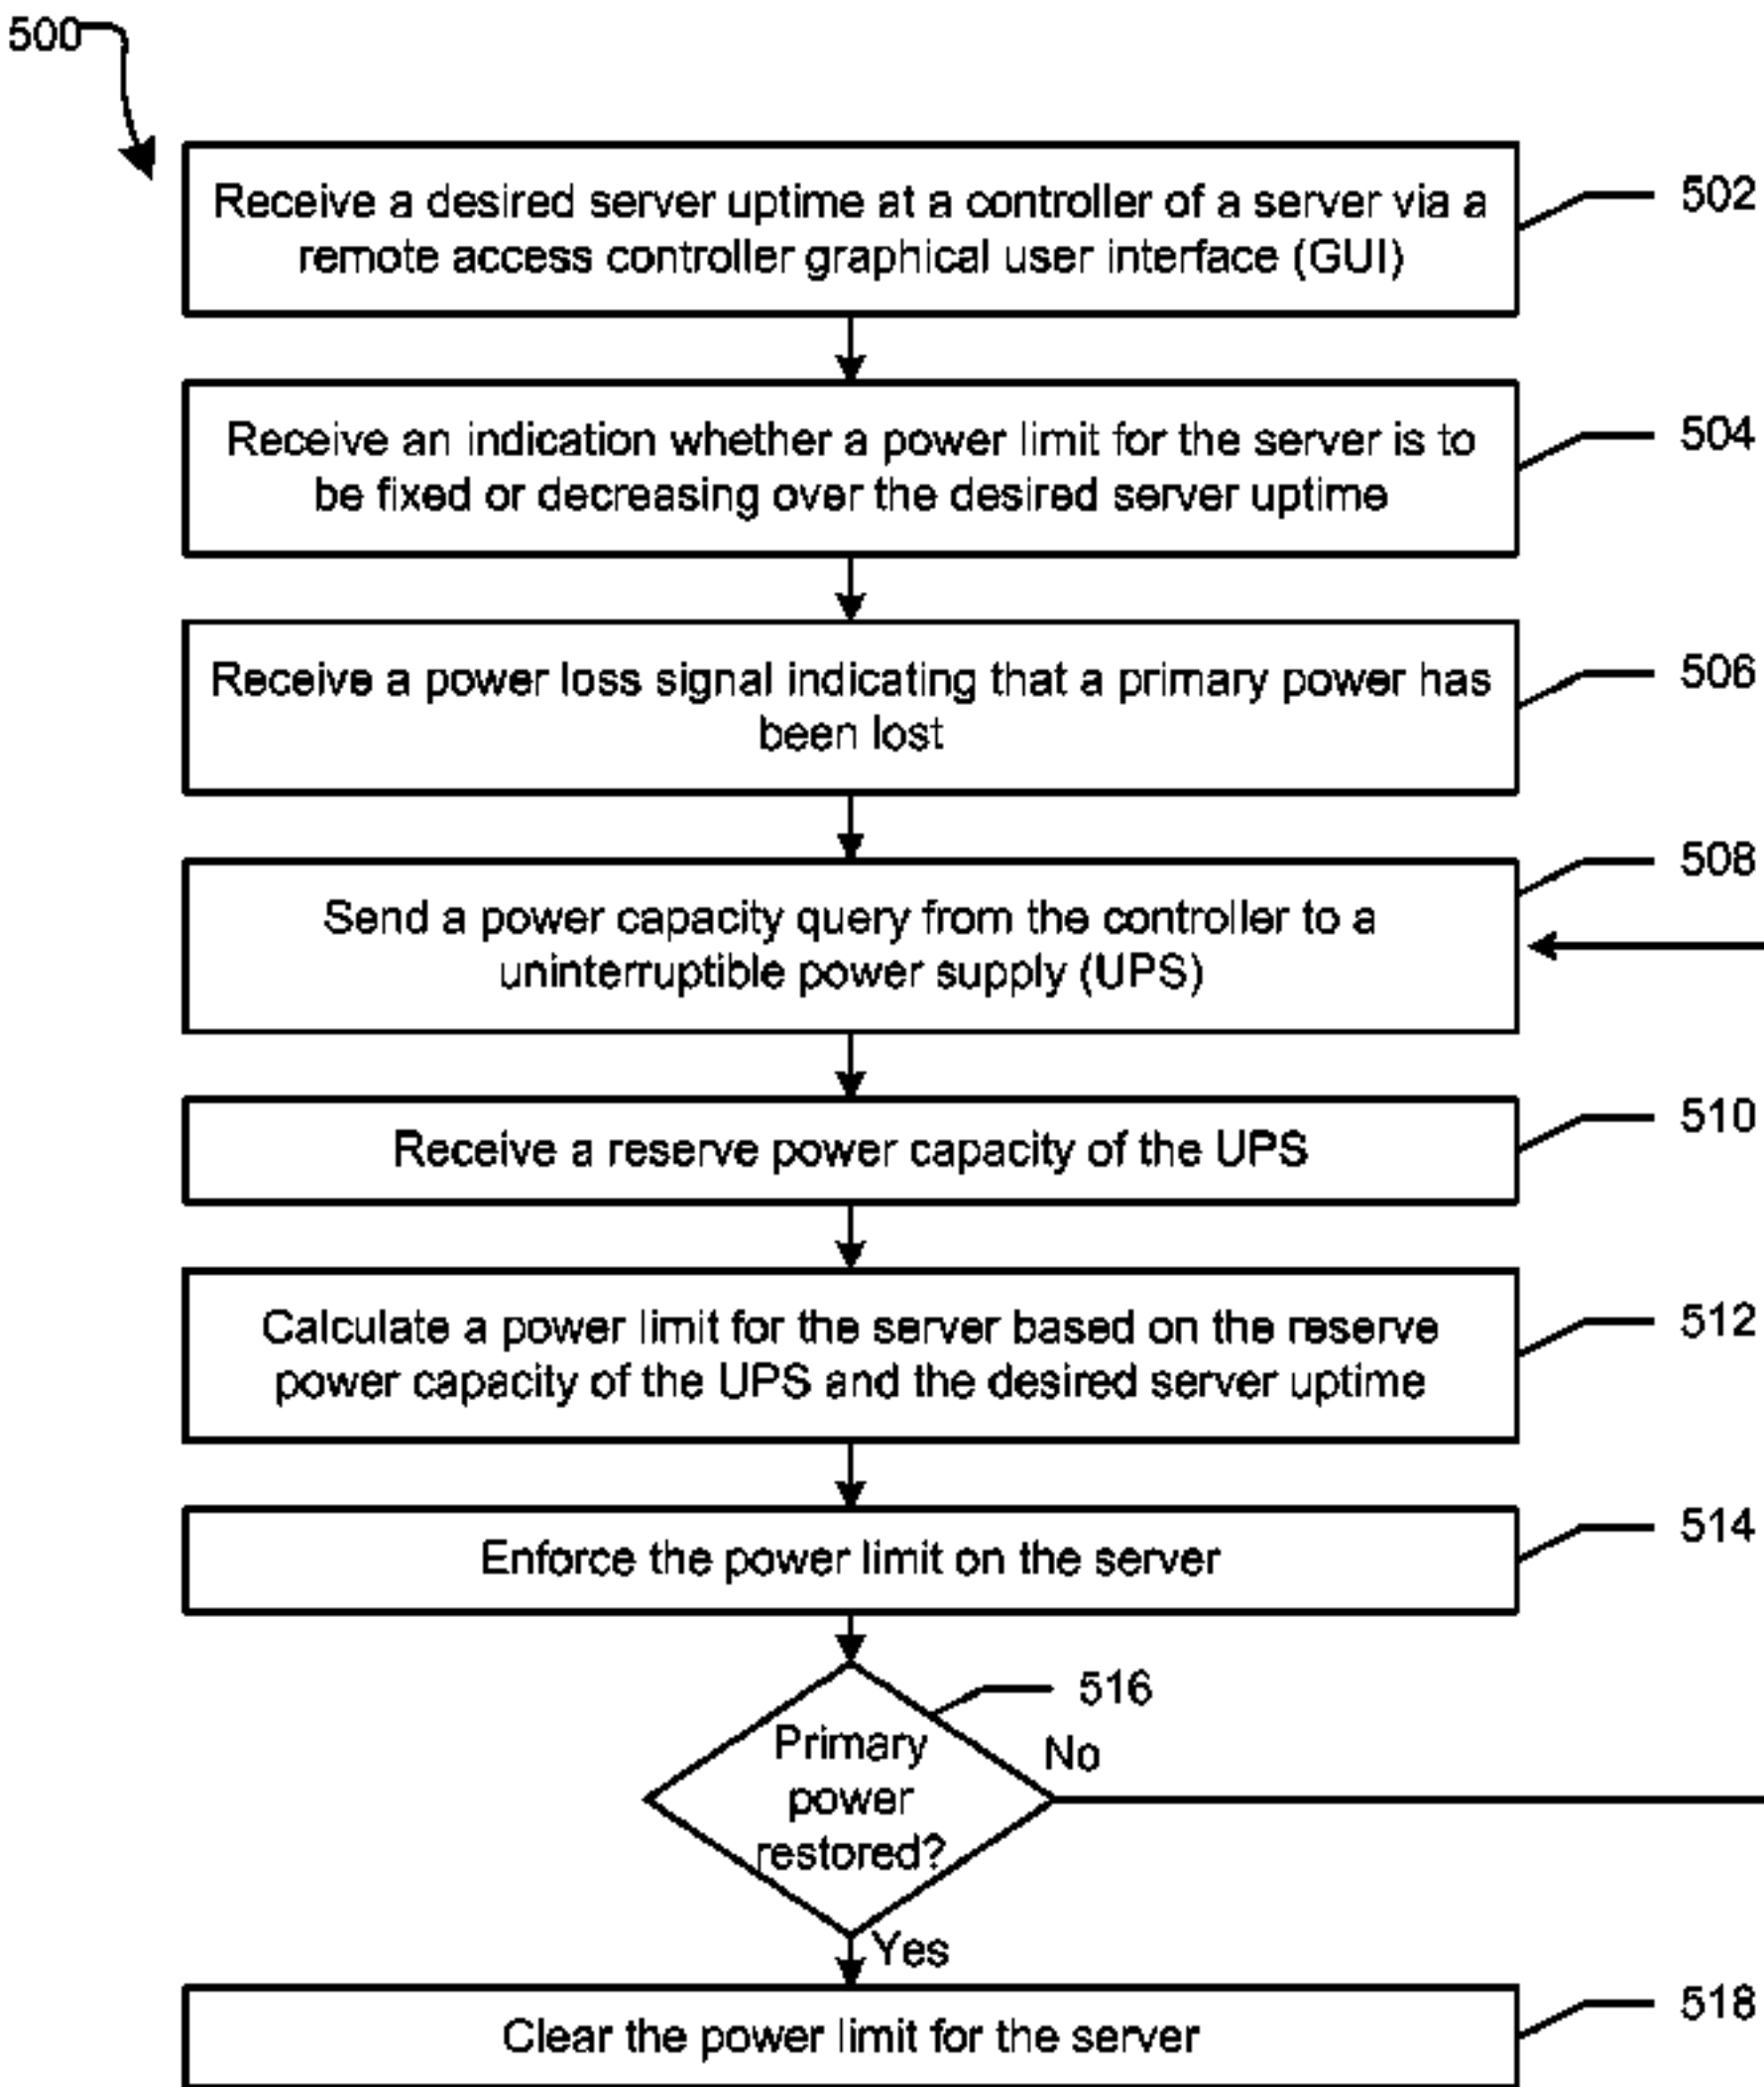 500
Receive a desired server uptime at a controller of a server via a
remote access controller graphical user interface (GUI)
502
Receive an indication whether a power limit for the server is to
be fixed or decreasing over the desired server uptime
504
Receive a power loss signal indicating that a primary power has
been lost
506
Send a power capacity query from the controller to a
uninterruptible power supply (UPS)
508
Receive a reserve power capacity of the UPS
510
Calculate a power limit for the server based on the reserve
power capacity of the UPS and the desired server uptime
512
Enforce the power limit on the server
514
Primary
power
restored?
516
No
Yes
Clear the power limit for the server
518